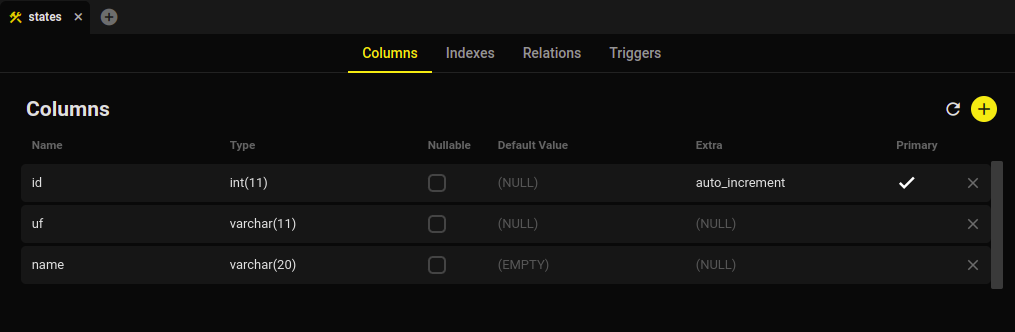 states
Columns Indexes Relations Triggers
Columns
Name Type Nullable Default Value Extra Primary
id int(11) (NULL) auto_increment
uf varchar(11) (NULL) (NULL)
name varchar(20) (EMPTY) (NULL)